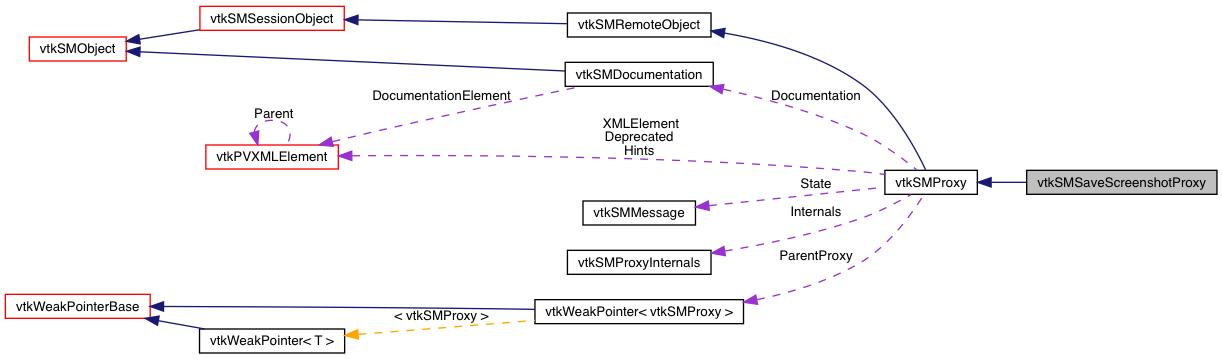 vtkSMSessionObject
vtkSMRemoteObject
vtkSMObject
vtkSMDocumentation
DocumentationElement
Documentation
Parent
XMLElement
Deprecated
Hints
vtkPVXMLElement
vtkSMProxy
vtkSMSaveScreenshotProxy
State
vtkSMMessage
Internals
vtkSMProxyInternals
ParentProxy
vtkWeakPointerBase
vtkWeakPointer< vtkSMProxy >
< vtkSMProxy >
vtkWeakPointer< T >